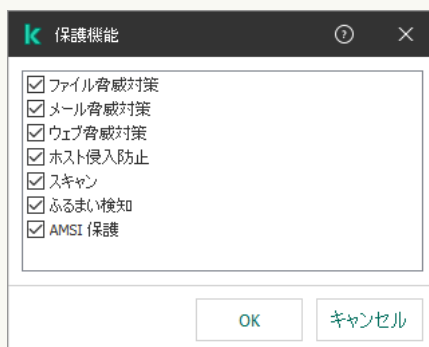 保護機能
ファイル脅威対策
メール脅威対策
ウェブ脅威対策
ホスト侵入防止
スキャン
ふるまい検知
AMSI 保護
OK
キャンセル